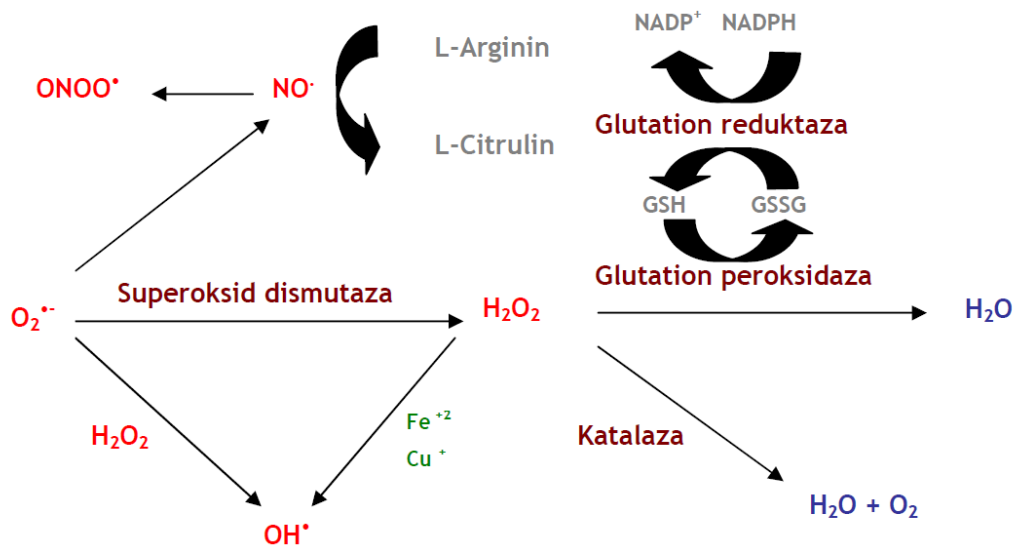 NADP⁺ NADPH
L-Arginin
ONOO• NO·
Glutation reduktaza
L-Citrulin
GSH GSSG
Glutation peroksidaza
Superoksid dismutaza
O₂•- H₂O₂ H₂O
Fe +2
H₂O₂ Katalaza
Cu +
H₂O + O₂
OH•